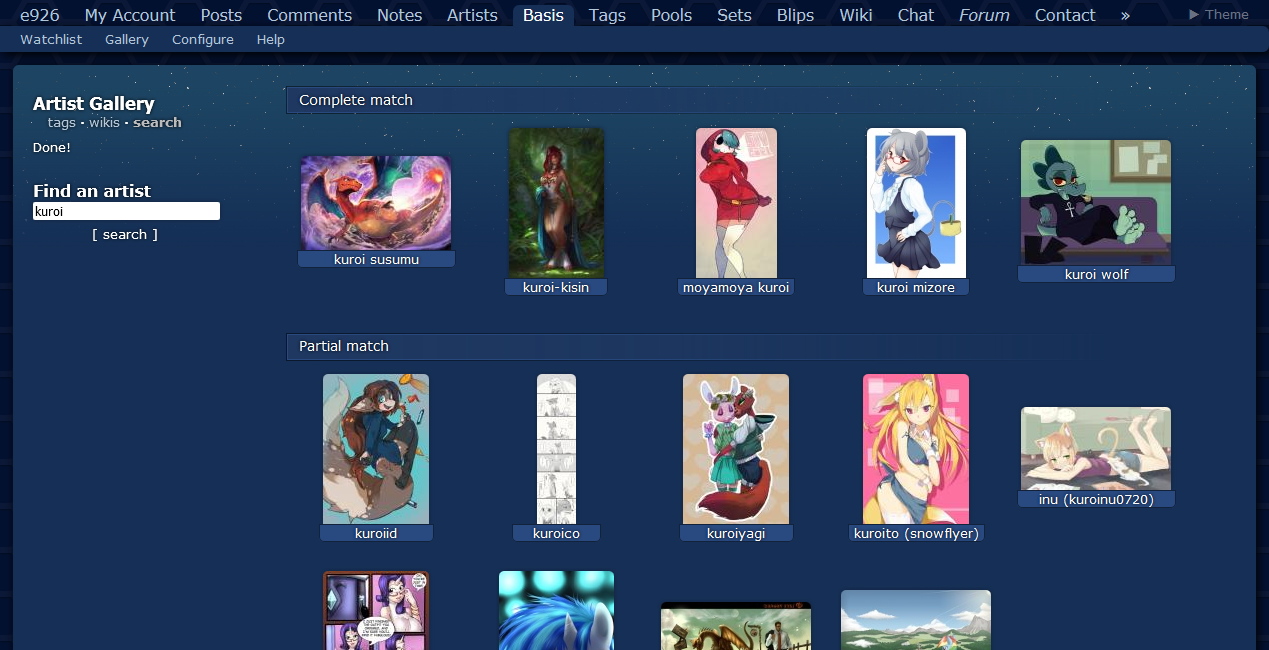 e926 My Account Posts Comments Notes Artists Basis Tags Pools Sets Blips Wiki Chat Forum Contact » ▶ Theme
Watchlist Gallery Configure Help
Artist Gallery
tags • wikis • search
Done!
Find an artist
kuroi
[ search ]
Complete match
kuroi susumu
kuroi-kisin
moyamoya kuroi
kuroi mizore
kuroi wolf
Partial match
kuroiid
kuroico
kuroiyagi
kuroito (snowflyer)
inu (kuroinu0720)